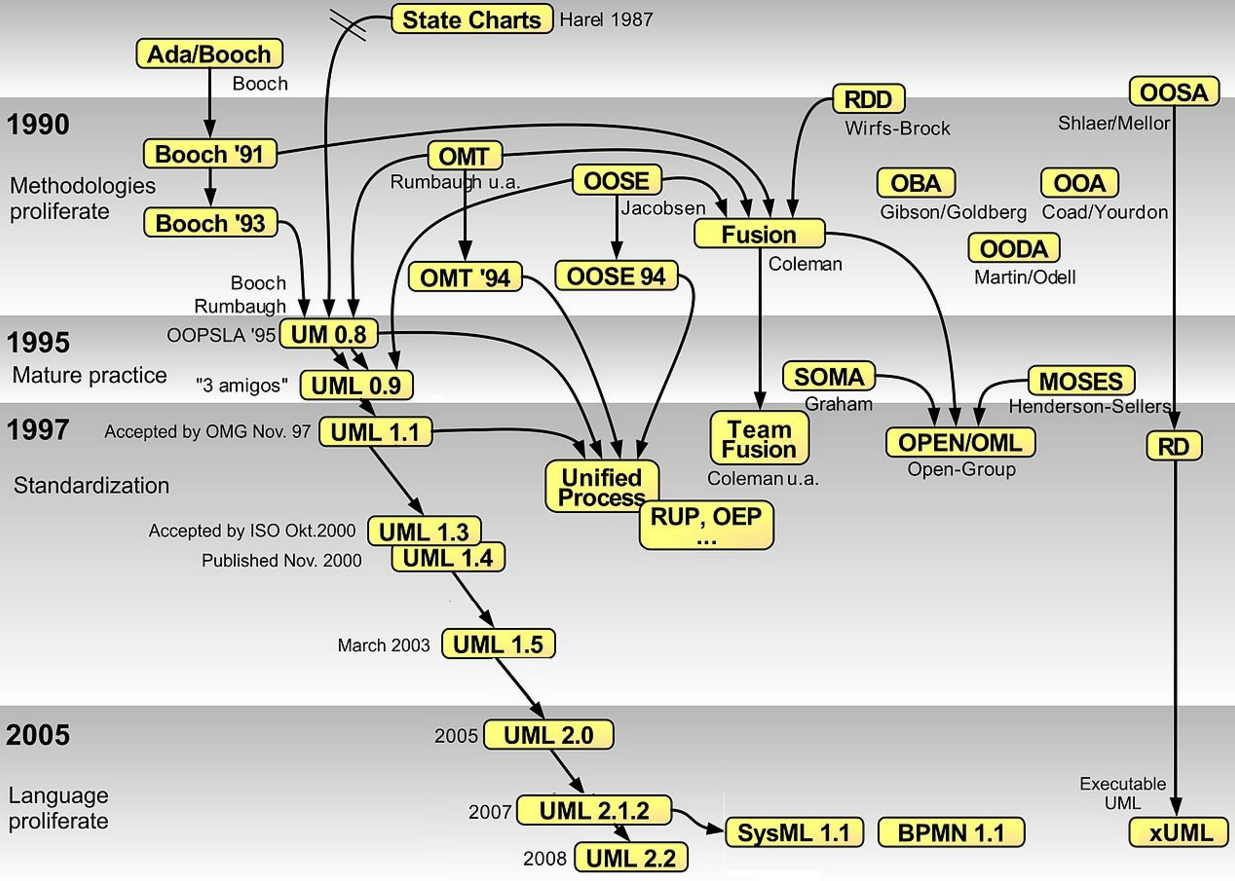 State Charts
Harel 1987
Ada/Booch
Booch
RDD
Wirfs-Brock
OOSA
Shlaer/Mellor
1990
Methodologies
proliferate
Booch '91
OMT
Rumbaugh u.a.
OOSE
Jacobsen
OBA
Gibson/Goldberg
OOA
Coad/Yourdon
Booch '93
Fusion
Coleman
OODA
Martin/Odell
OMT '94
OOSE 94
Booch
Rumbaugh
OOPSLA '95
UM 0.8
1995
Mature practice
"3 amigos"
UML 0.9
SOMA
Graham
MOSES
Henderson-Sellers
1997
Standardization
Accepted by OMG Nov. 97
UML 1.1
Team
Fusion
Coleman u.a.
OPEN/OML
Open-Group
RD
Unified
Process
RUP, OEP
...
Accepted by ISO Okt.2000
UML 1.3
Published Nov. 2000
UML 1.4
March 2003
UML 1.5
2005
Language
proliferate
2005
UML 2.0
2007
UML 2.1.2
2008
UML 2.2
SysML 1.1
BPMN 1.1
Executable
UML
xUML